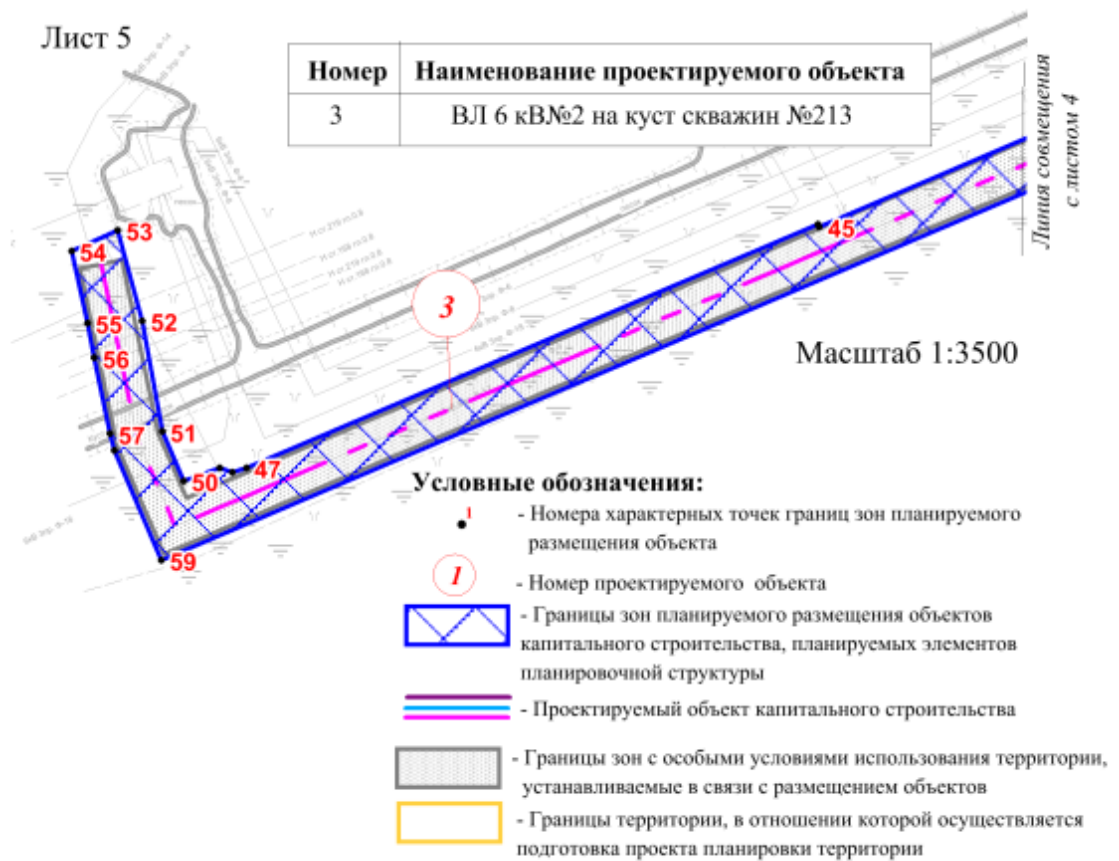 Лист 5
Номер Наименование проектируемого объекта
3 ВЛ 6 кВ№2 на куст скважин №213
Линия совмещения
с листом 4
53
54
45
3
52
55
56
Масштаб 1:3500
57
51
50
47
59
Условные обозначения:
1
- Номера характерных точек границ зон планируемого
размещения объекта
1
- Номер проектируемого объекта
- Границы зон планируемого размещения объектов
капитального строительства, планируемых элементов
планировочной структуры
- Проектируемый объект капитального строительства
- Границы зон с особыми условиями использования территории,
устанавливаемые в связи с размещением объектов
- Границы территории, в отношении которой осуществляется
подготовка проекта планировки территории